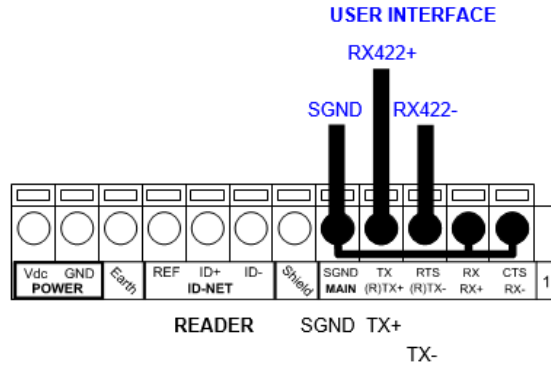 USER INTERFACE
RX422+
SGND RX422-
Vdc GND Earth REF ID+ ID- Shield SGND TX RTS RX CTS 1
POWER ID-NET MAIN (R)TX+ (R)TX- RX+ RX-
READER SGND TX+
TX-